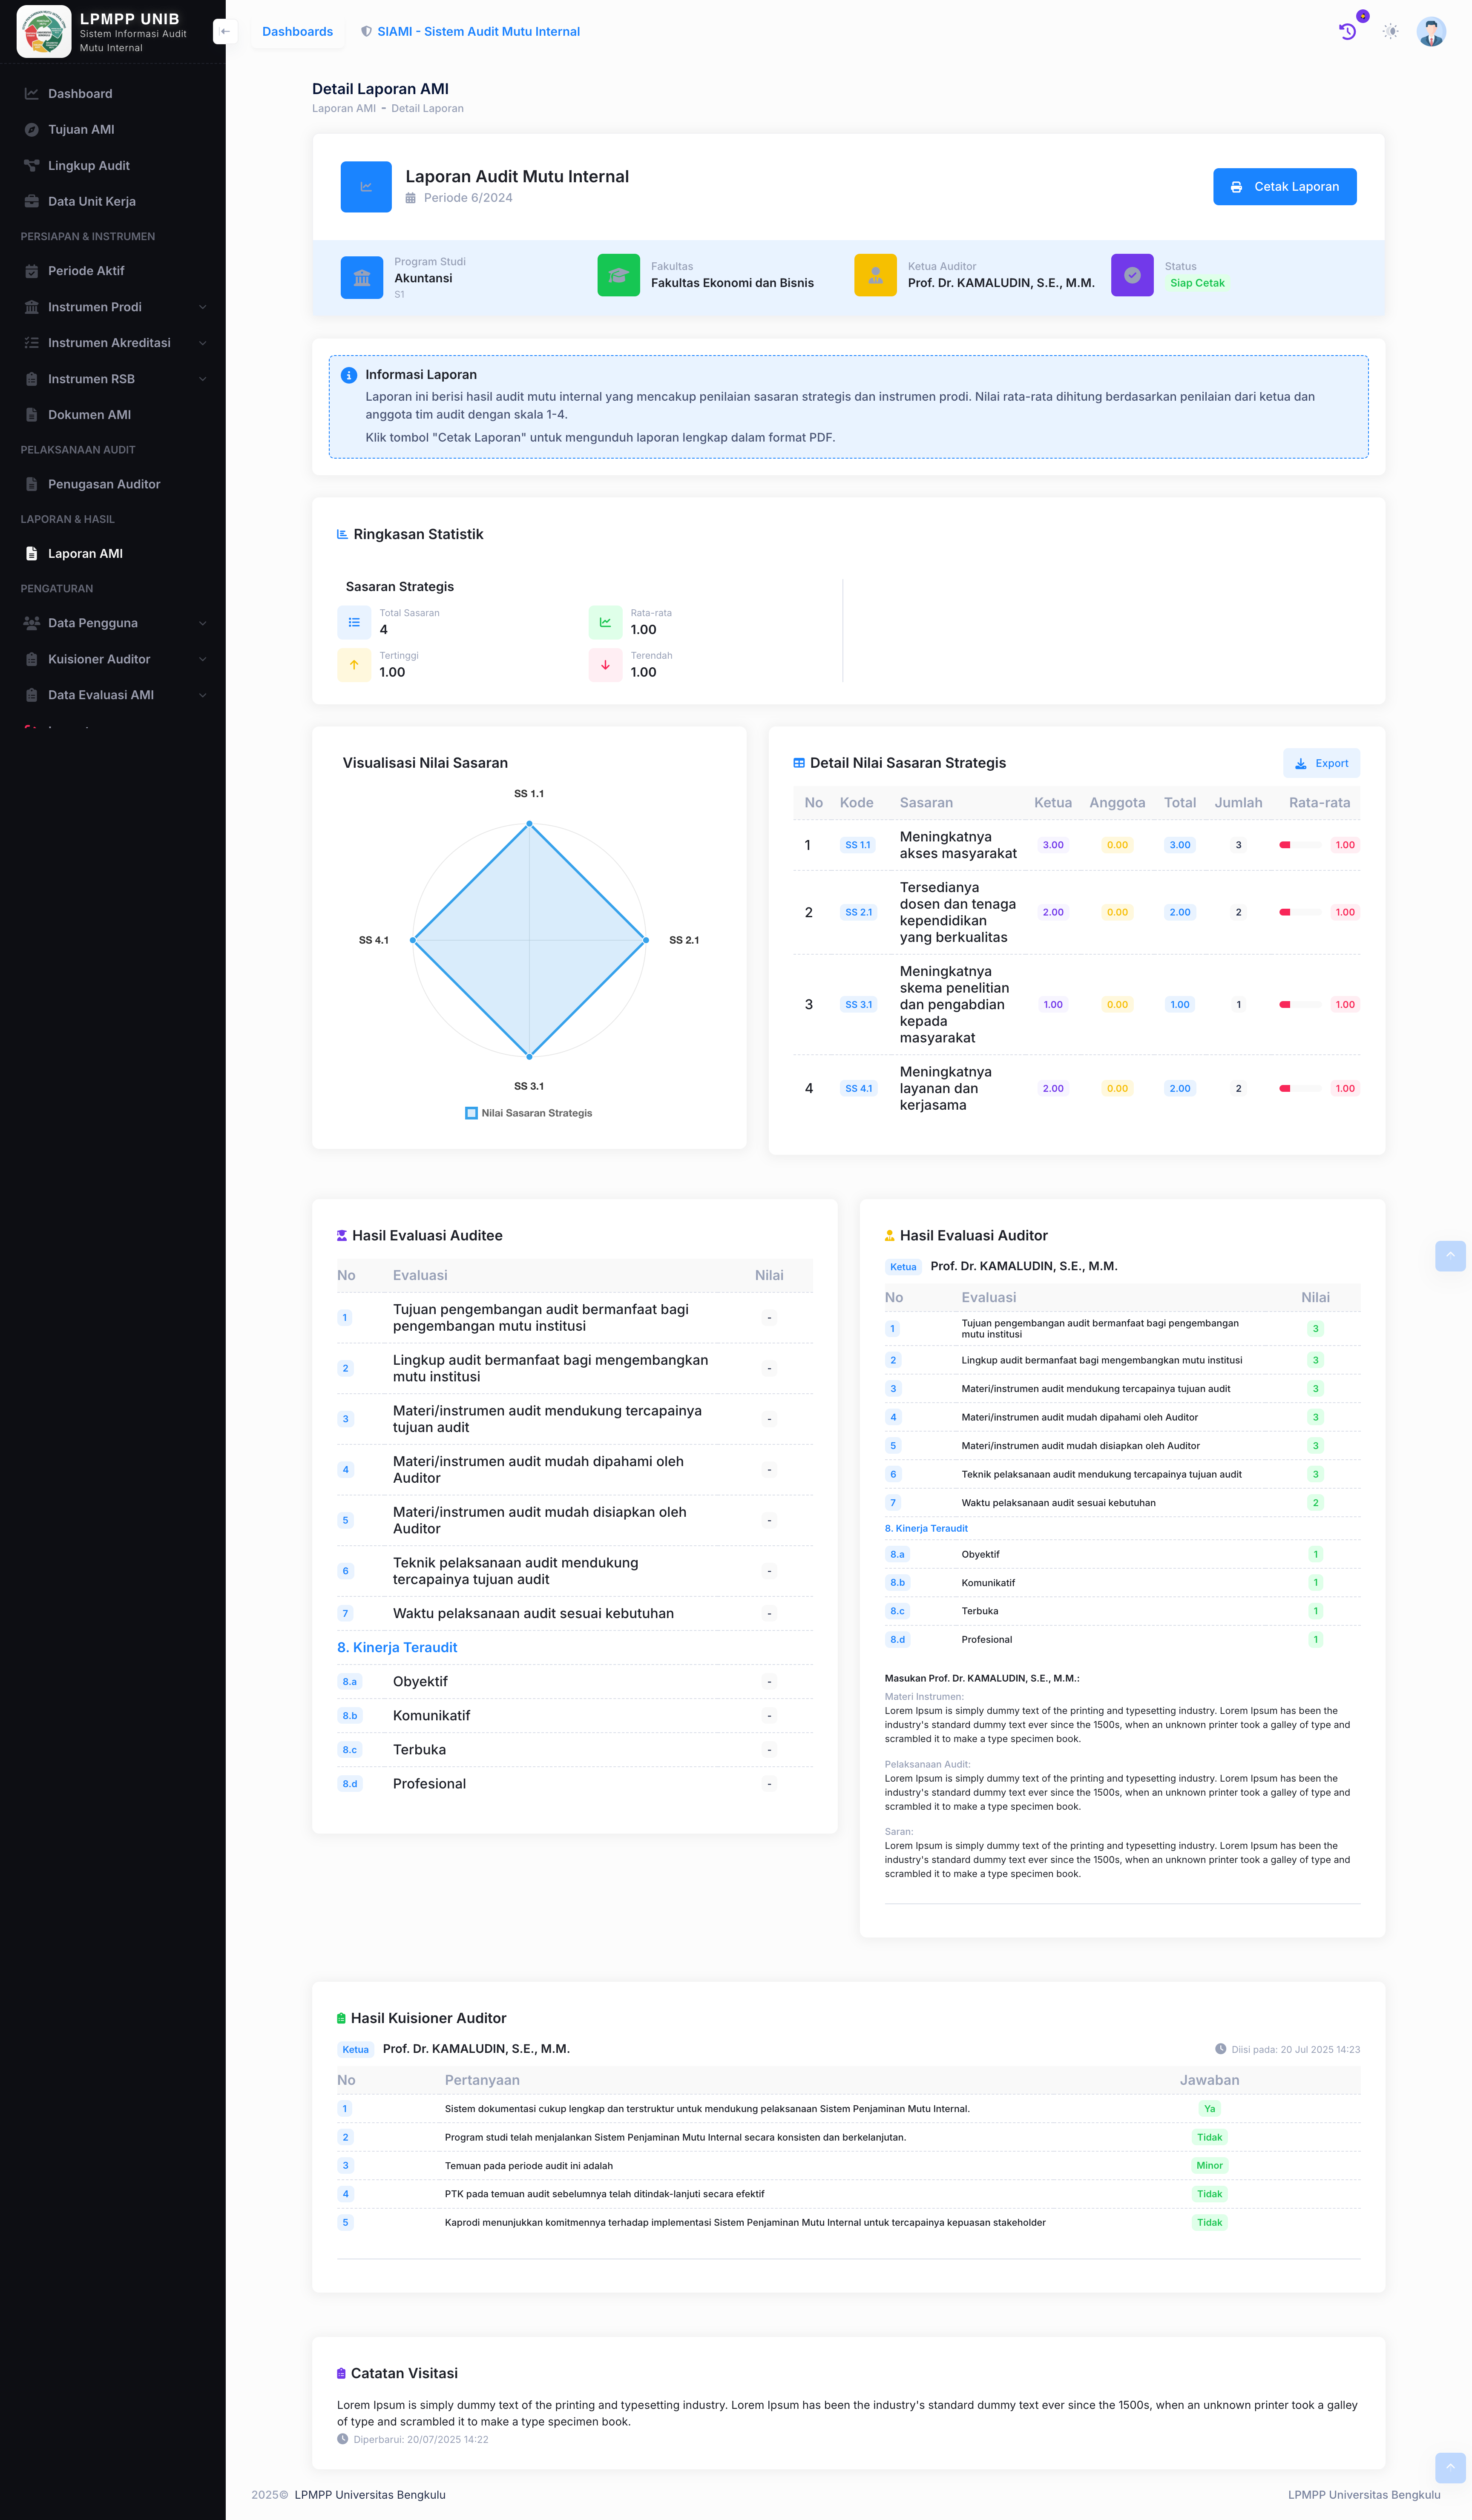 LPMPP UNIB
Sistem Informasi Audit
Mutu Internal
Dashboard
Tujuan AMI
Lingkup Audit
Data Unit Kerja
PERSIAPAN & INSTRUMEN
Periode Aktif
Instrumen Prodi
Instrumen Akreditasi
Instrumen RSB
Dokumen AMI
PELAKSANAAN AUDIT
Penugasan Auditor
LAPORAN & HASIL
Laporan AMI
PENGATURAN
Data Pengguna
Kuisioner Auditor
Data Evaluasi AMI
Dashboards
SIAMI - Sistem Audit Mutu Internal
Detail Laporan AMI
Laporan AMI - Detail Laporan
Laporan Audit Mutu Internal
Periode 6/2024
Cetak Laporan
Program Studi
Akuntansi
S1
Fakultas
Fakultas Ekonomi dan Bisnis
Ketua Auditor
Prof. Dr. KAMALUDIN, S.E., M.M.
Status
Siap Cetak
Informasi Laporan
Laporan ini berisi hasil audit mutu internal yang mencakup penilaian sasaran strategis dan instrumen prodi. Nilai rata-rata dihitung berdasarkan penilaian dari ketua dan
anggota tim audit dengan skala 1-4.
Klik tombol "Cetak Laporan" untuk mengunduh laporan lengkap dalam format PDF.
Ringkasan Statistik
Sasaran Strategis
Total Sasaran
4
Rata-rata
1.00
Tertinggi
1.00
Terendah
1.00
Visualisasi Nilai Sasaran
SS 1.1
SS 4.1
SS 2.1
SS 3.1
Nilai Sasaran Strategis
Detail Nilai Sasaran Strategis
Export
No Kode Sasaran Ketua Anggota Total Jumlah Rata-rata
1 SS 1.1 Meningkatnya
akses masyarakat 3.00 0.00 3.00 3 1.00
2 SS 2.1 Tersedianya
dosen dan tenaga
kependidikan
yang berkualitas 2.00 0.00 2.00 2 1.00
3 SS 3.1 Meningkatnya
skema penelitian
dan pengabdian
kepada
masyarakat 1.00 0.00 1.00 1 1.00
4 SS 4.1 Meningkatnya
layanan dan
kerjasama 2.00 0.00 2.00 2 1.00
Hasil Evaluasi Auditee
No Evaluasi Nilai
1 Tujuan pengembangan audit bermanfaat bagi
pengembangan mutu institusi -
2 Lingkup audit bermanfaat bagi mengembangkan
mutu institusi -
3 Materi/instrumen audit mendukung tercapainya
tujuan audit -
4 Materi/instrumen audit mudah dipahami oleh
Auditor -
5 Materi/instrumen audit mudah disiapkan oleh
Auditor -
6 Teknik pelaksanaan audit mendukung
tercapainya tujuan audit -
7 Waktu pelaksanaan audit sesuai kebutuhan -
8. Kinerja Teraudit
8.a Obyektif -
8.b Komunikatif -
8.c Terbuka -
8.d Profesional -
Hasil Evaluasi Auditor
Ketua Prof. Dr. KAMALUDIN, S.E., M.M.
No Evaluasi Nilai
1 Tujuan pengembangan audit bermanfaat bagi pengembangan
mutu institusi 3
2 Lingkup audit bermanfaat bagi mengembangkan mutu institusi 3
3 Materi/instrumen audit mendukung tercapainya tujuan audit 3
4 Materi/instrumen audit mudah dipahami oleh Auditor 3
5 Materi/instrumen audit mudah disiapkan oleh Auditor 3
6 Teknik pelaksanaan audit mendukung tercapainya tujuan audit 3
7 Waktu pelaksanaan audit sesuai kebutuhan 2
8. Kinerja Teraudit
8.a Obyektif 1
8.b Komunikatif 1
8.c Terbuka 1
8.d Profesional 1
Masukan Prof. Dr. KAMALUDIN, S.E., M.M.:
Materi Instrumen:
Lorem Ipsum is simply dummy text of the printing and typesetting industry. Lorem Ipsum has been the
industry's standard dummy text ever since the 1500s, when an unknown printer took a galley of type and
scrambled it to make a type specimen book.
Pelaksanaan Audit:
Lorem Ipsum is simply dummy text of the printing and typesetting industry. Lorem Ipsum has been the
industry's standard dummy text ever since the 1500s, when an unknown printer took a galley of type and
scrambled it to make a type specimen book.
Saran:
Lorem Ipsum is simply dummy text of the printing and typesetting industry. Lorem Ipsum has been the
industry's standard dummy text ever since the 1500s, when an unknown printer took a galley of type and
scrambled it to make a type specimen book.
Hasil Kuisioner Auditor
Ketua Prof. Dr. KAMALUDIN, S.E., M.M.
Diisi pada: 20 Jul 2025 14:23
No Pertanyaan Jawaban
1 Sistem dokumentasi cukup lengkap dan terstruktur untuk mendukung pelaksanaan Sistem Penjaminan Mutu Internal. Ya
2 Program studi telah menjalankan Sistem Penjaminan Mutu Internal secara konsisten dan berkelanjutan. Tidak
3 Temuan pada periode audit ini adalah Minor
4 PTK pada temuan audit sebelumnya telah ditindak-lanjuti secara efektif Tidak
5 Kaprodi menunjukkan komitmennya terhadap implementasi Sistem Penjaminan Mutu Internal untuk tercapainya kepuasan stakeholder Tidak
Catatan Visitasi
Lorem Ipsum is simply dummy text of the printing and typesetting industry. Lorem Ipsum has been the industry's standard dummy text ever since the 1500s, when an unknown printer took a galley
of type and scrambled it to make a type specimen book.
Diperbarui: 20/07/2025 14:22
2025© LPMPP Universitas Bengkulu
LPMPP Universitas Bengkulu